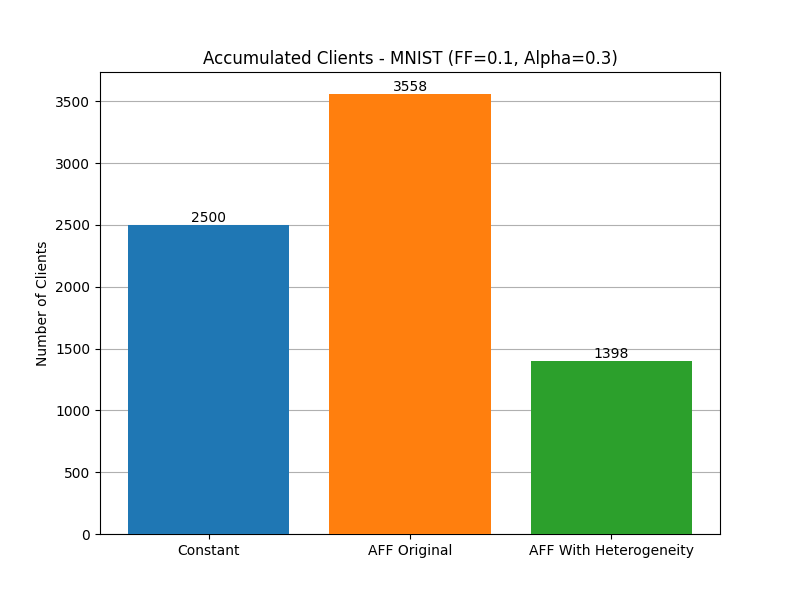 Accumulated Clients - MNIST (FF=0.1, Alpha=0.3)
3558
3500
3000
2500
2500
Number of Clients
2000
1500
1398
1000
500
0
Constant
AFF Original
AFF With Heterogeneity